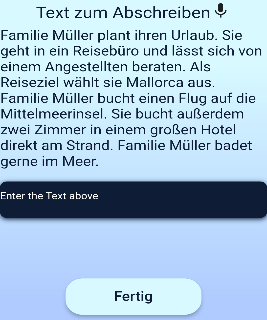 Text zum Abschreiben
Familie Müller plant ihren Urlaub. Sie
geht in ein Reisebüro und lässt sich von
einem Angestellten beraten. Als
Reiseziel wählt sie Mallorca aus.
Familie Müller bucht einen Flug auf die
Mittelmeerinsel. Sie bucht außerdem
zwei Zimmer in einem großen Hotel
direkt am Strand. Familie Müller badet
gerne im Meer.
Enter the Text above
Fertig